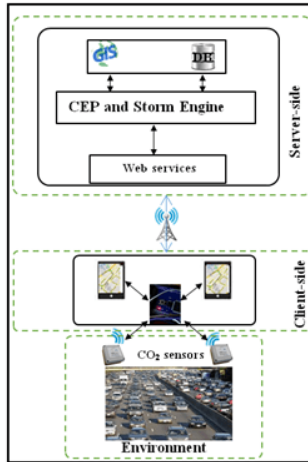 GIS
DB
CEP and Storm Engine
Web services
Server-side
Client-side
CO₂ sensors
Environment